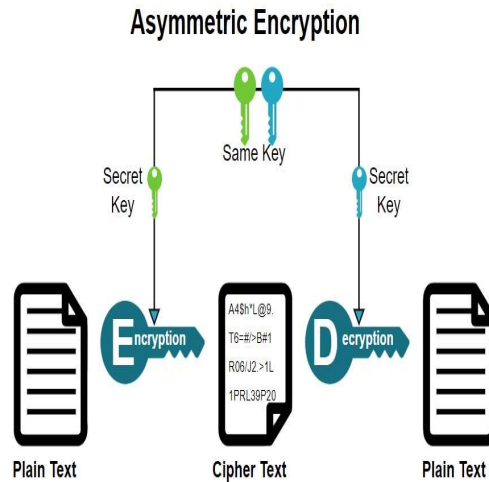 Asymmetric Encryption
Same Key
Secret
Key
Secret
Key
Encryption
A4$h*L@9.
T6=#/>B#1
R06/J2.>1L
1PRL39P20
Decryption
Plain Text
Cipher Text
Plain Text